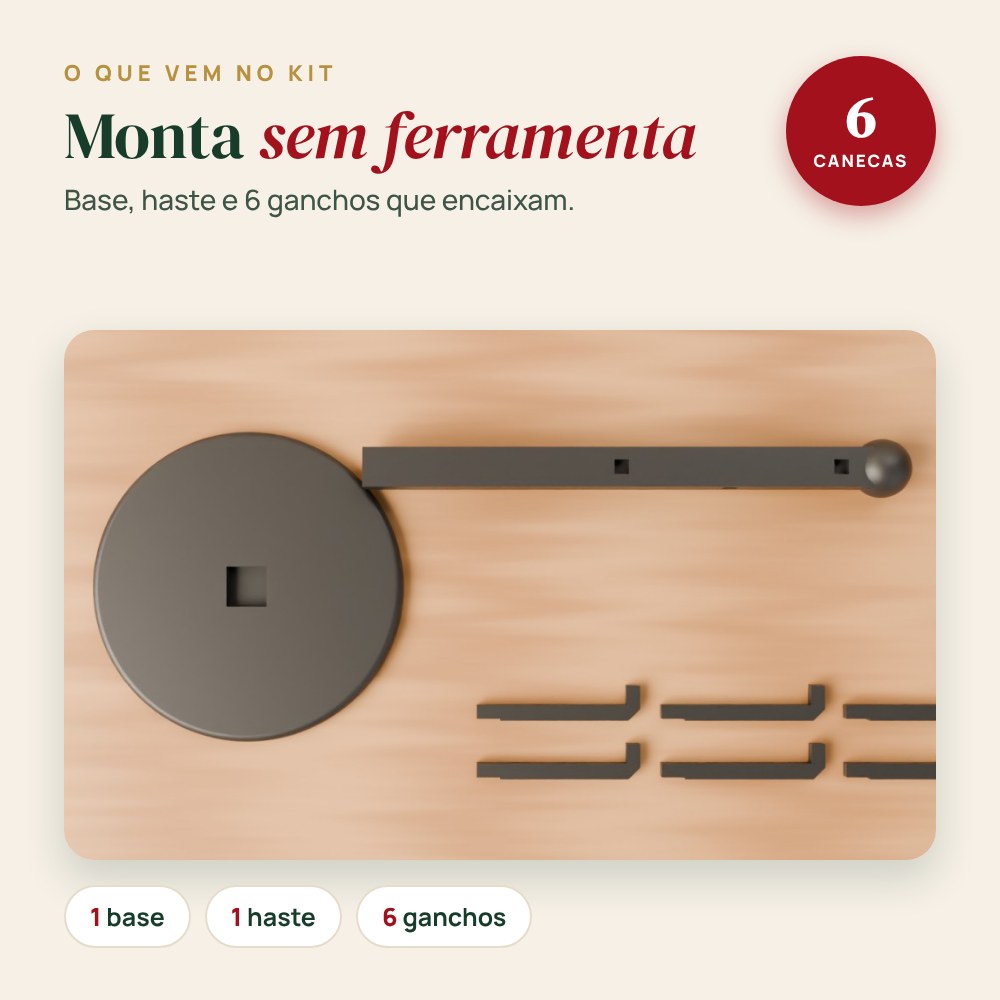 O QUE VEM NO KIT
Monta sem ferramenta
Base, haste e 6 ganchos que encaixam.
6
CANECAS
1 base
1 haste
6 ganchos